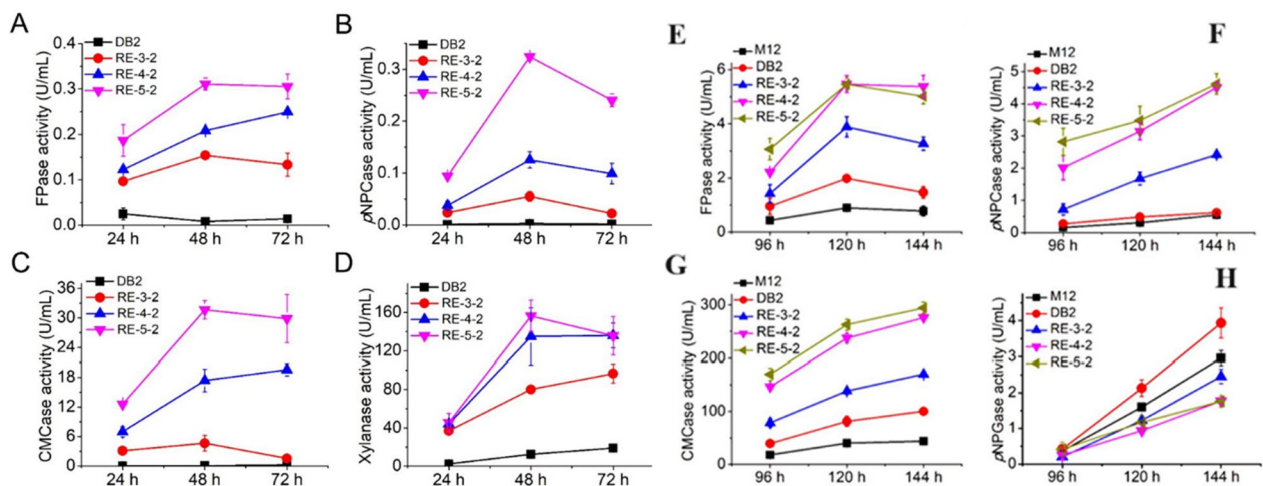 A
FPase activity (U/mL)
0.4
0.3
0.2
0.1
0.0
DB2
RE-3-2
RE-4-2
RE-5-2
24 h 48 h 72 h
B
pNPCase activity (U/mL)
0.3
0.2
0.1
0.0
DB2
RE-3-2
RE-4-2
RE-5-2
24 h 48 h 72 h
E
FPase activity (U/mL)
6
4
2
0
M12
DB2
RE-3-2
RE-4-2
RE-5-2
96 h 120 h 144 h
F
pNPCase activity (U/mL)
5
4
3
2
1
0
M12
DB2
RE-3-2
RE-4-2
RE-5-2
96 h 120 h 144 h
C
CMCase activity (U/mL)
36
30
24
18
12
6
0
DB2
RE-3-2
RE-4-2
RE-5-2
24 h 48 h 72 h
D
Xylanase activity (U/mL)
160
120
80
40
0
DB2
RE-3-2
RE-4-2
RE-5-2
24 h 48 h 72 h
G
CMCase activity (U/mL)
300
200
100
0
M12
DB2
RE-3-2
RE-4-2
RE-5-2
96 h 120 h 144 h
H
pNPGase activity (U/mL)
4
3
2
1
0
M12
DB2
RE-3-2
RE-4-2
RE-5-2
96 h 120 h 144 h